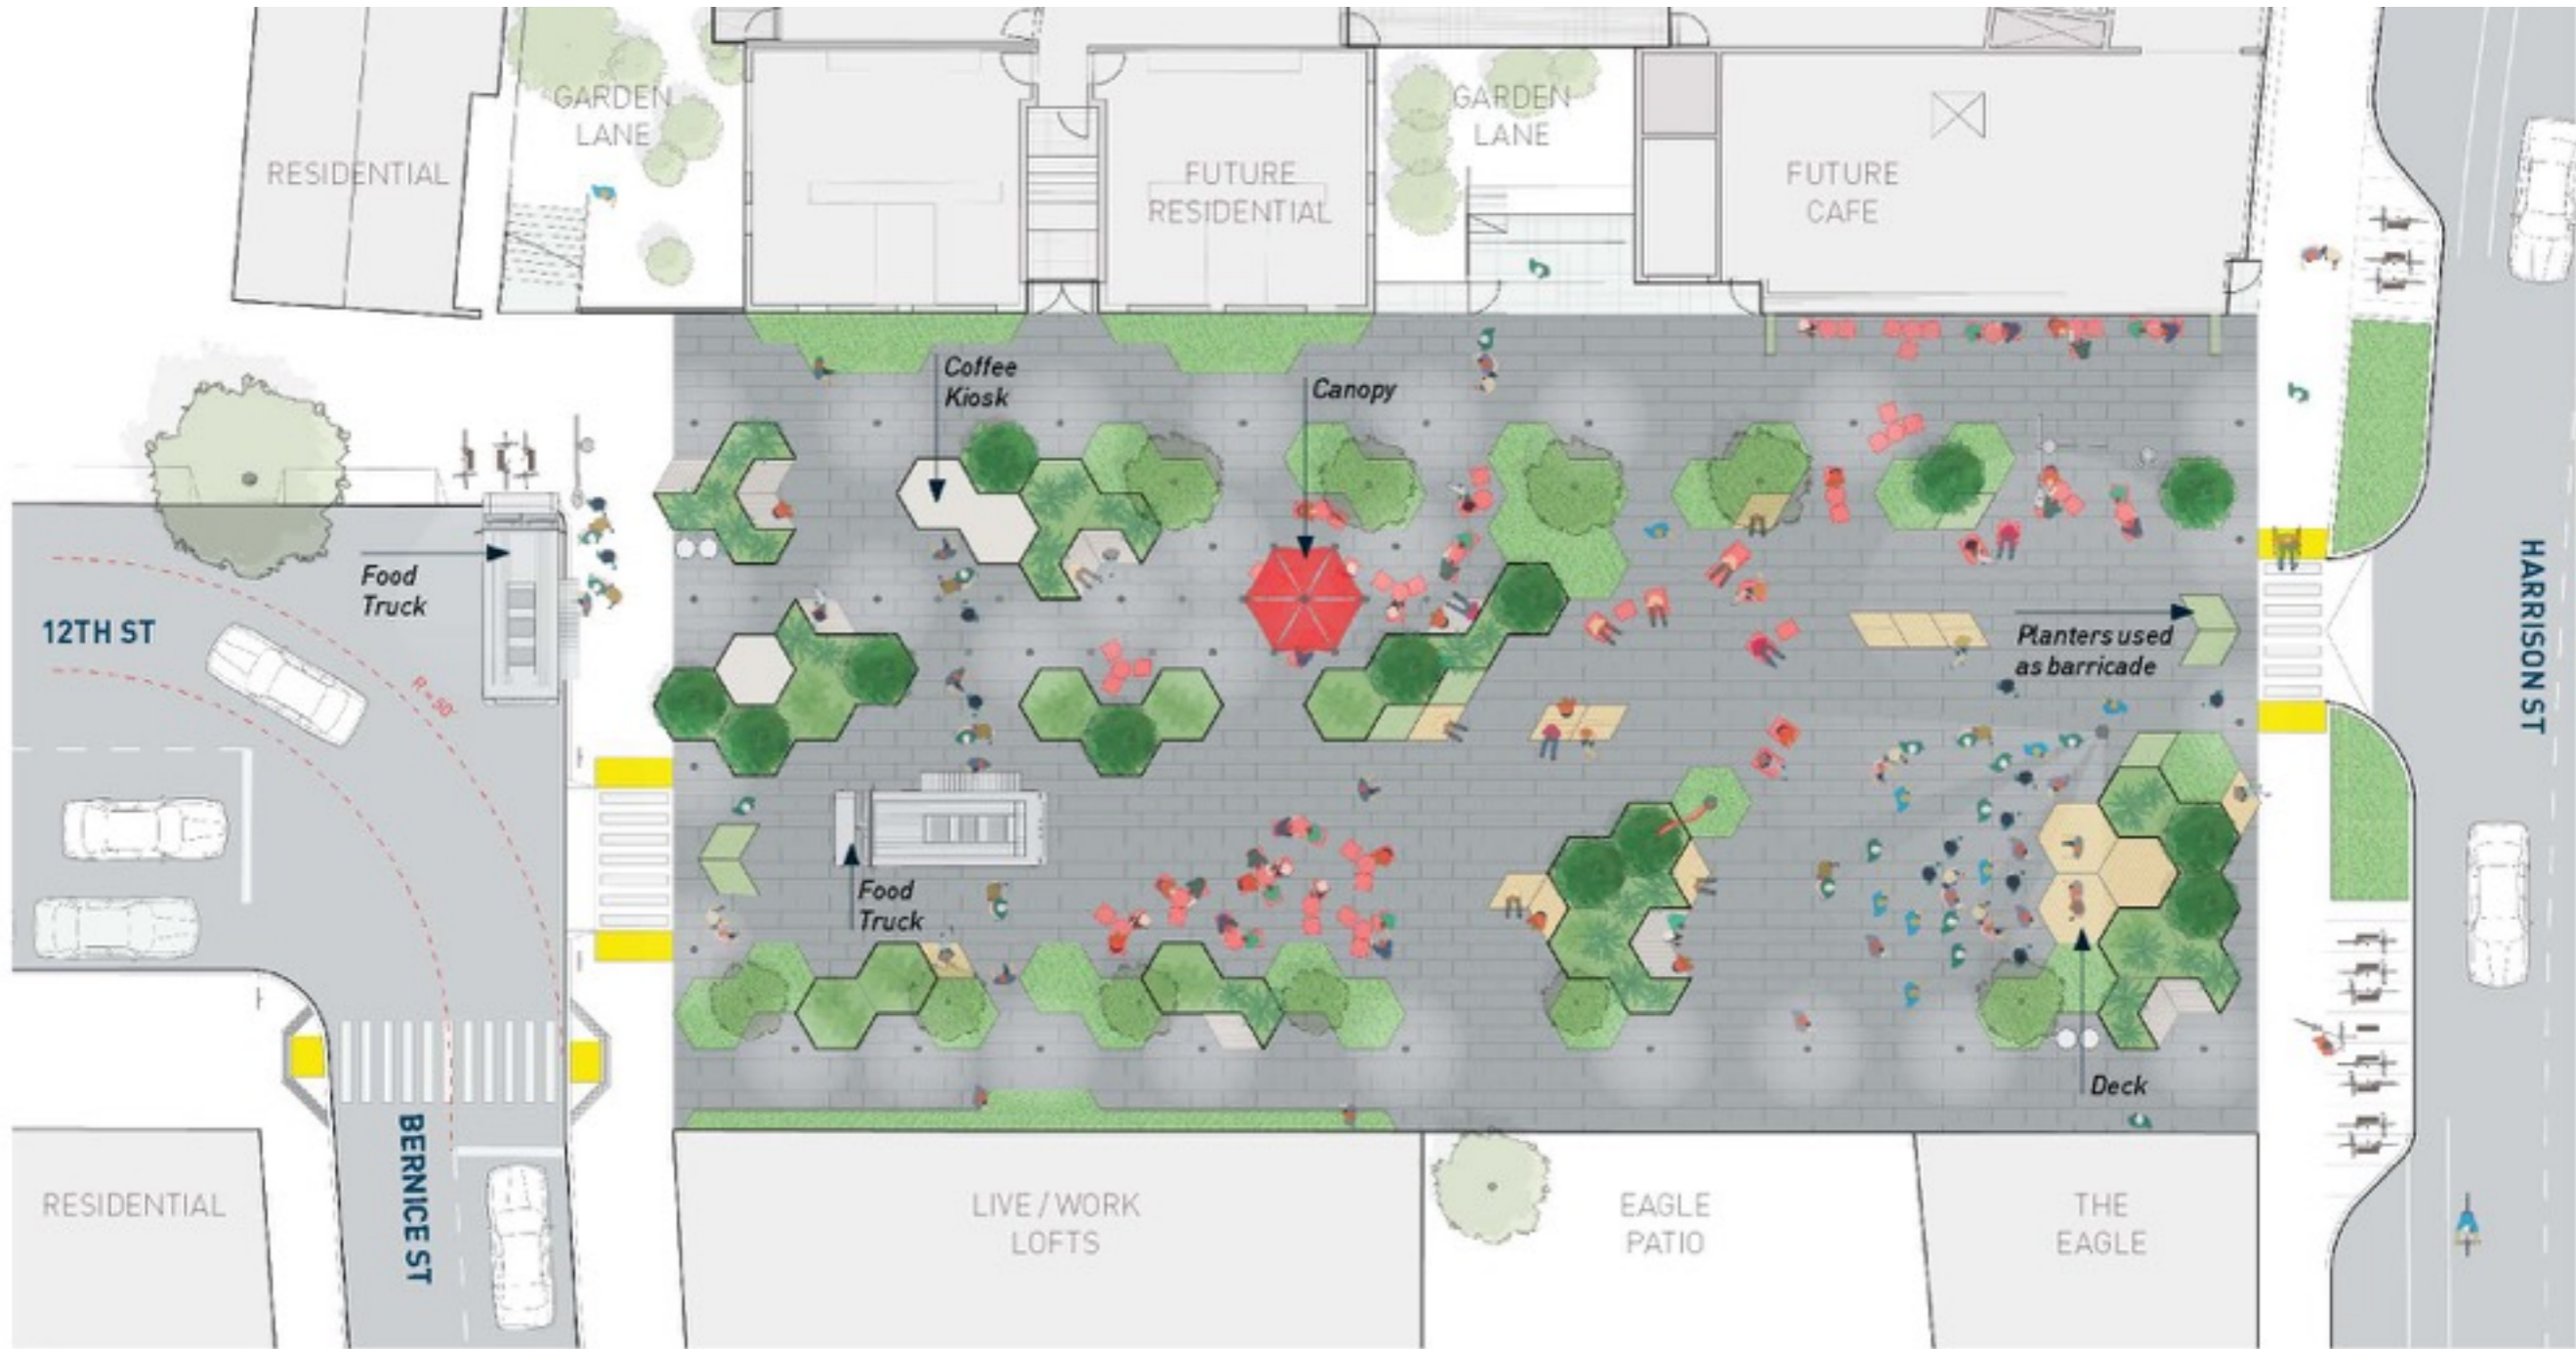 GARDEN
LANE
GARDEN
LANE
RESIDENTIAL
FUTURE
RESIDENTIAL
FUTURE
CAFE
Coffee
Kiosk
Canopy
Food
Truck
12TH ST
R=50'
Planters used
as barricade
HARRISON ST
Food
Truck
Deck
BERNICE ST
RESIDENTIAL
LIVE / WORK
LOFTS
EAGLE
PATIO
THE
EAGLE